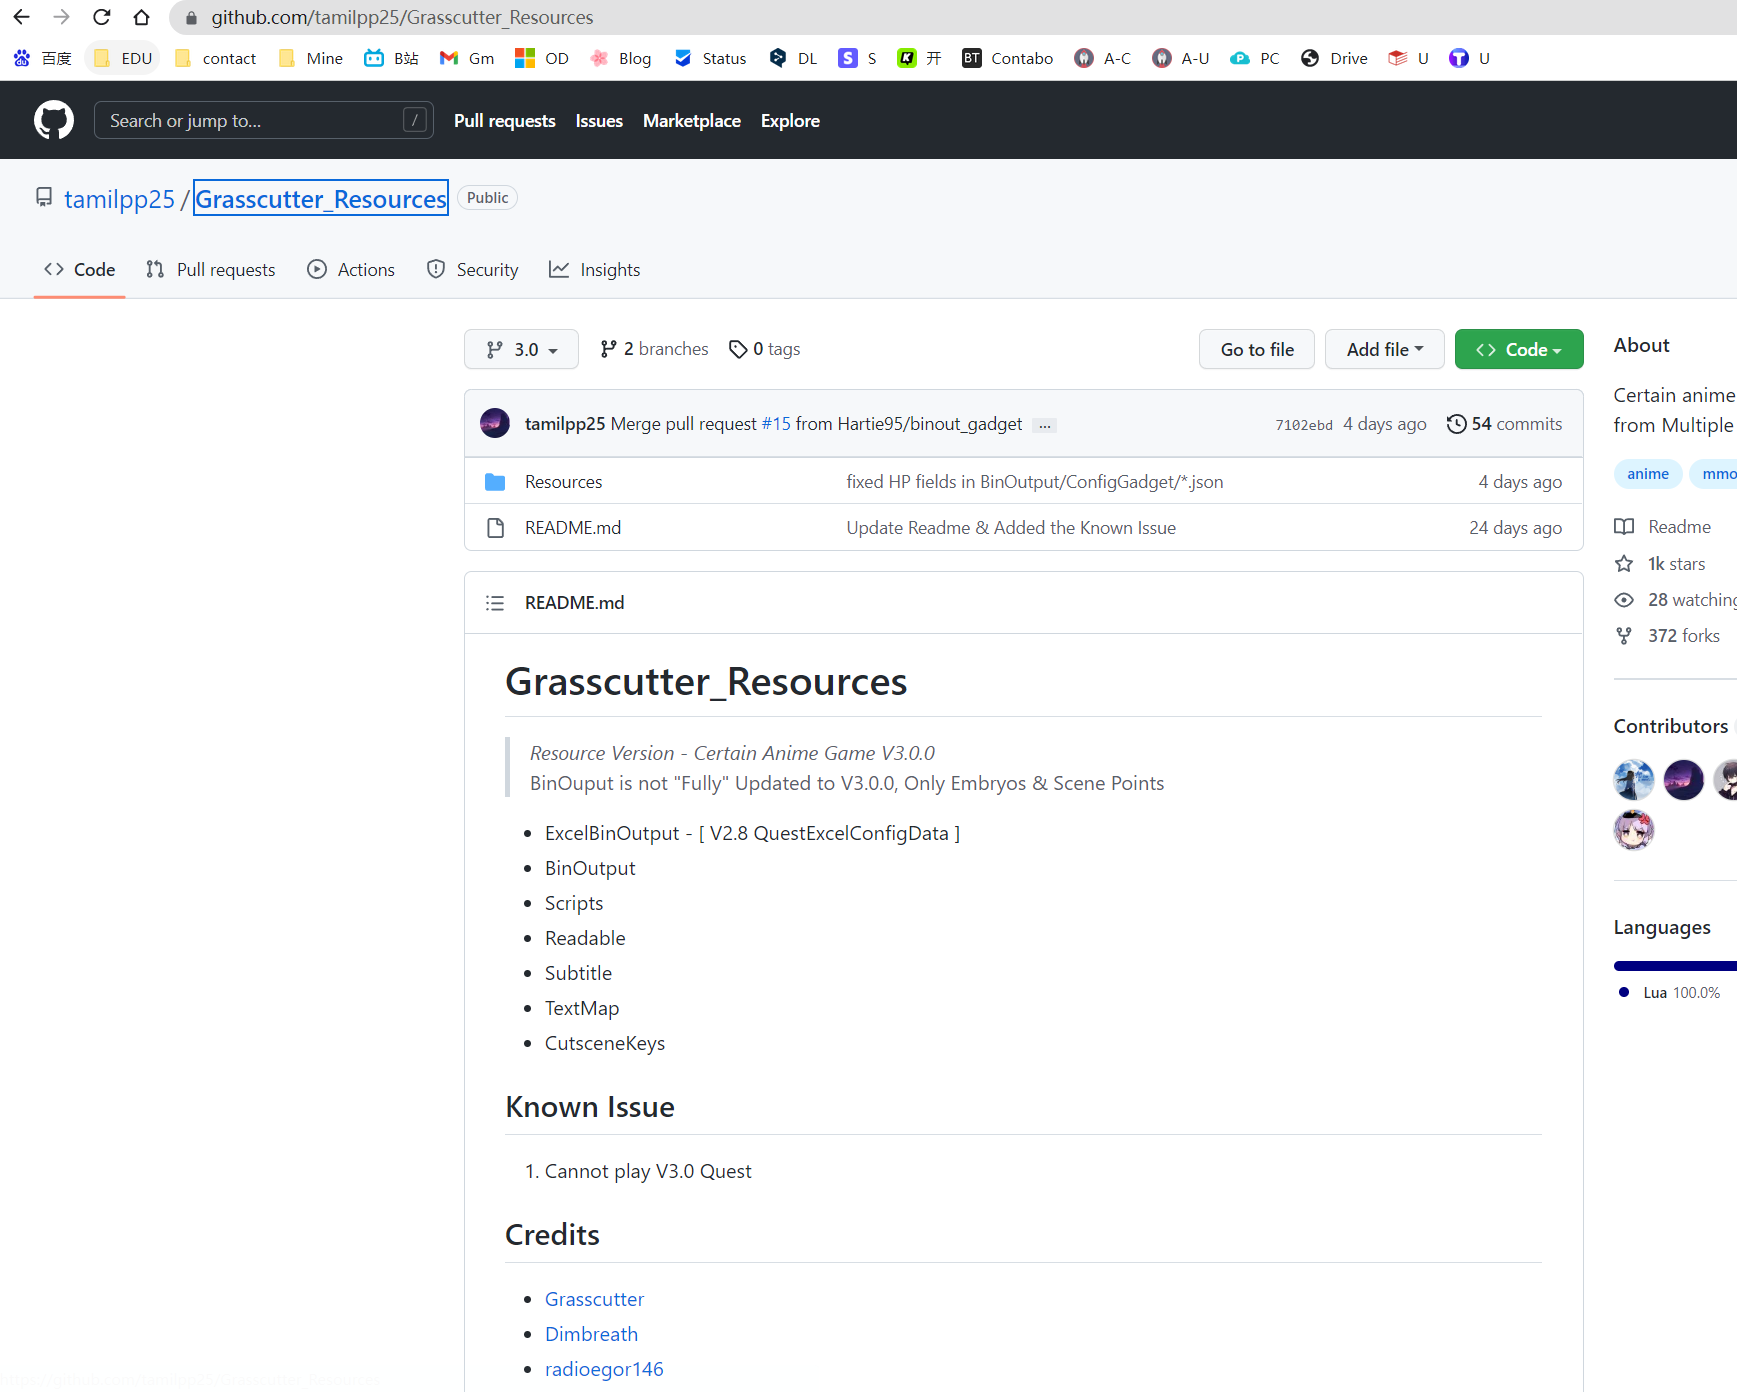 github.com/tamilpp25/Grasscutter_Resources
百度 EDU contact Mine B站 Gm OD Blog Status DL S 开 Contabo A-C A-U PC Drive U U
Search or jump to... / Pull requests Issues Marketplace Explore
tamilpp25 / Grasscutter_Resources Public
Code Pull requests Actions Security Insights
3.0 2 branches 0 tags Go to file Add file Code
About
tamilpp25 Merge pull request #15 from Hartie95/binout_gadget ... 7102ebd 4 days ago 54 commits
Certain anime
from Multiple
Resources fixed HP fields in BinOutput/ConfigGadget/*.json 4 days ago
anime mmo
README.md Update Readme & Added the Known Issue 24 days ago
Readme
1k stars
28 watching
372 forks
README.md
Grasscutter_Resources
Resource Version - Certain Anime Game V3.0.0
BinOuput is not "Fully" Updated to V3.0.0, Only Embryos & Scene Points
ExcelBinOutput - [ V2.8 QuestExcelConfigData ]
BinOutput
Scripts
Readable
Subtitle
TextMap
CutsceneKeys
Known Issue
1. Cannot play V3.0 Quest
Credits
Grasscutter
Dimbreath
radioegor146
Contributors
Languages
Lua 100.0%